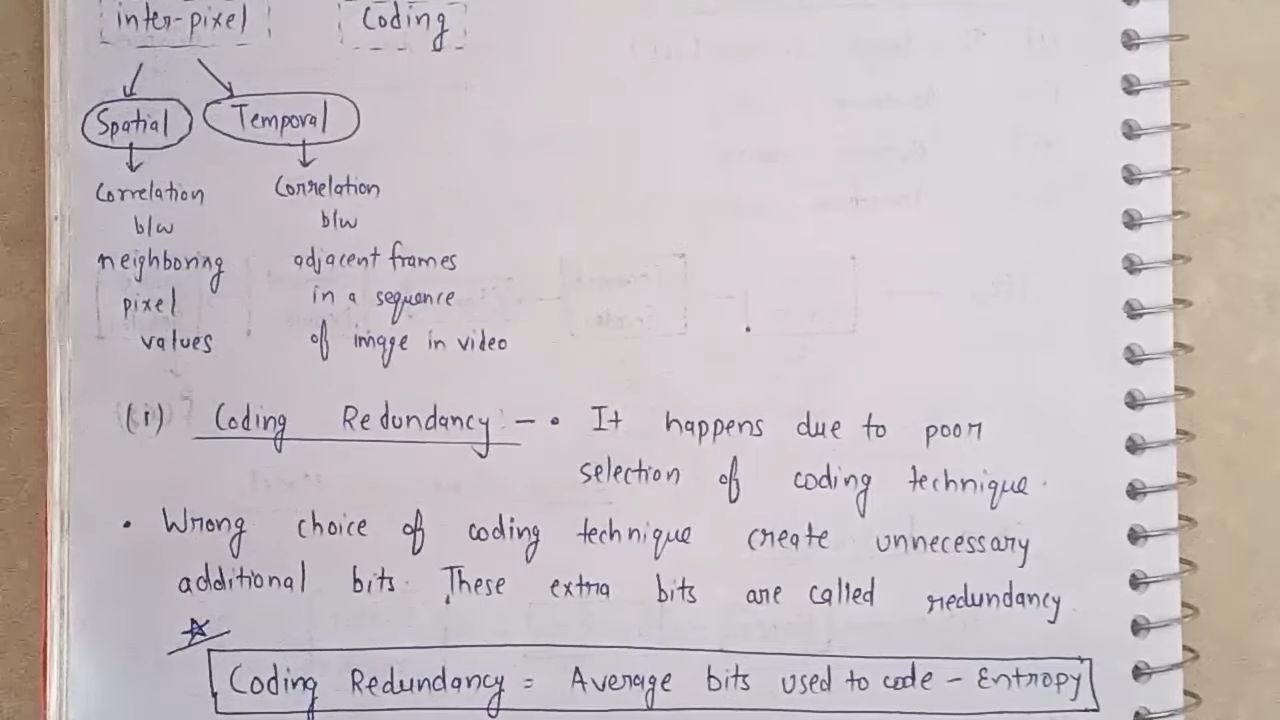 inter-pixel Coding
Spatial Temporal
Correlation
b/w
neighboring
pixel
values
Correlation
b/w
adjacent frames
in a sequence
of image in video
(i) Coding Redundancy :- • It happens due to poor
selection of coding technique.
• Wrong choice of coding technique create unnecessary
additional bits. These extra bits are called redundancy
Coding Redundancy = Average bits used to code - Entropy